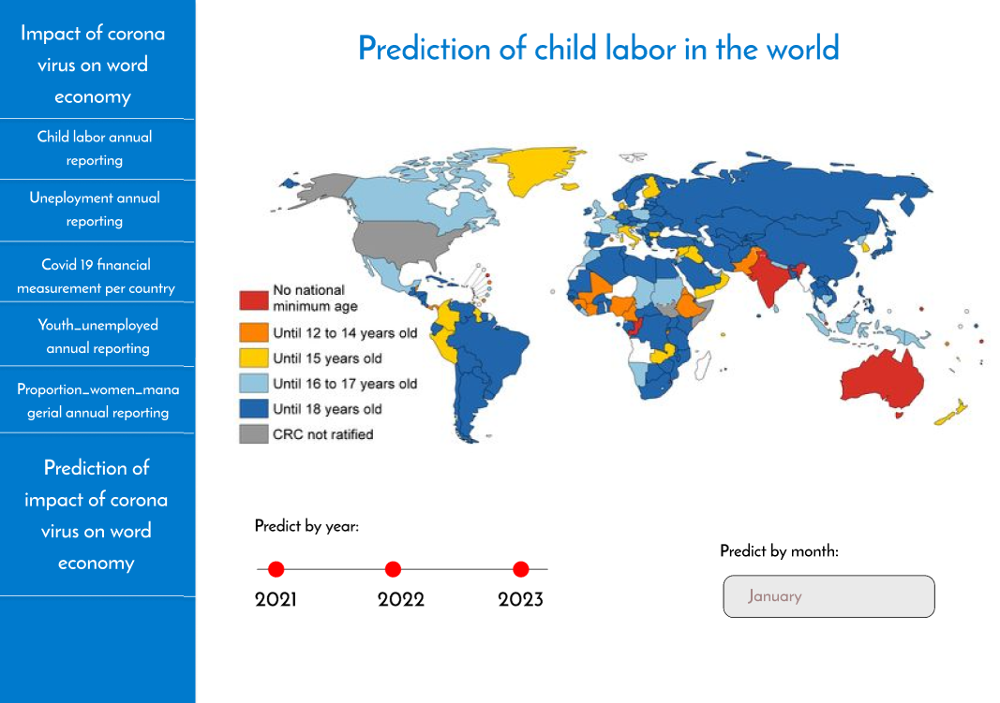 Impact of corona
virus on word
economy
Child labor annual
reporting
Uneployment annual
reporting
Covid 19 financial
measurement per country
Youth_unemployed
annual reporting
Proportion_women_mana
gerial annual reporting
Prediction of
impact of corona
virus on word
economy
Prediction of child labor in the world
No national
minimum age
Until 12 to 14 years old
Until 15 years old
Until 16 to 17 years old
Until 18 years old
CRC not ratified
Predict by year:
2021
2022
2023
Predict by month:
January